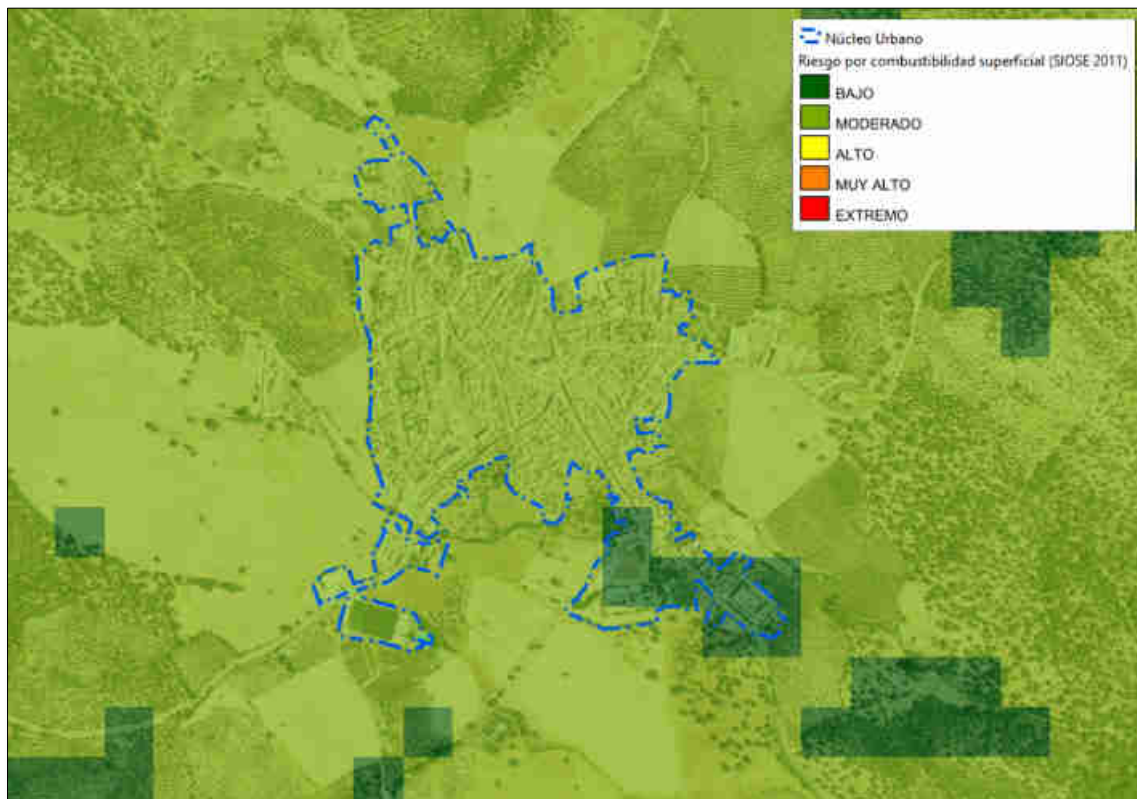 Núcleo Urbano
Riesgo por combustibilidad superficial (SIOSE 2011)
BAJO
MODERADO
ALTO
MUY ALTO
EXTREMO